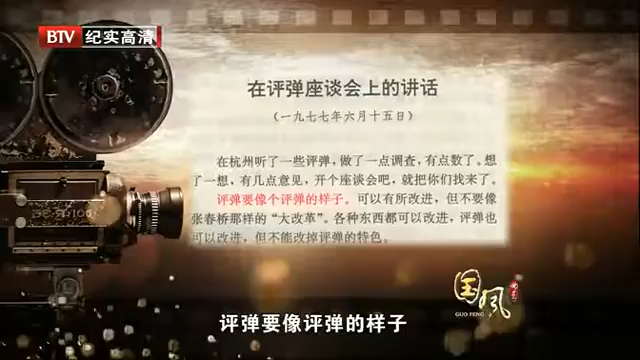 BTV 纪实高清
在评弹座谈会上的讲话
(一九七七年六月十五日)
在杭州听了一些评弹，做了一点调查，有点数了。想
了一想，有几点意见，开个座谈会吧，就把你们找来了。
评弹要像个评弹的样子。可以有所改进，但不要像
张春桥那样的“大改革”。各种东西都可以改进，评弹也
可以改进，但不能改掉评弹的特色。
国风
GUO FENG
评弹要像评弹的样子